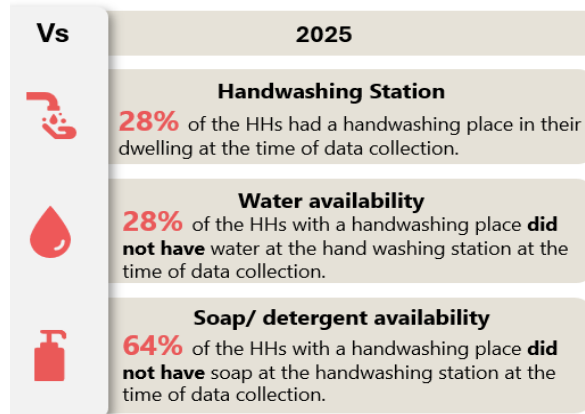 Vs
2025
Handwashing Station
28% of the HHs had a handwashing place in their
dwelling at the time of data collection.
Water availability
28% of the HHs with a handwashing place did
not have water at the hand washing station at the
time of data collection.
Soap/ detergent availability
64% of the HHs with a handwashing place did
not have soap at the handwashing station at the
time of data collection.